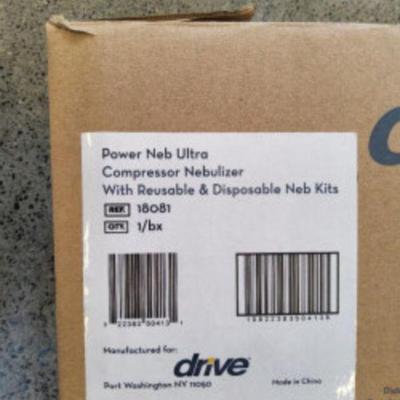 Power Neb Ultra
Compressor Nebulizer
With Reusable & Disposable Neb Kits
REF 18081
QTY. 1/bx
Manufactured for:
drive
Port Washington NY 11050
Made in China